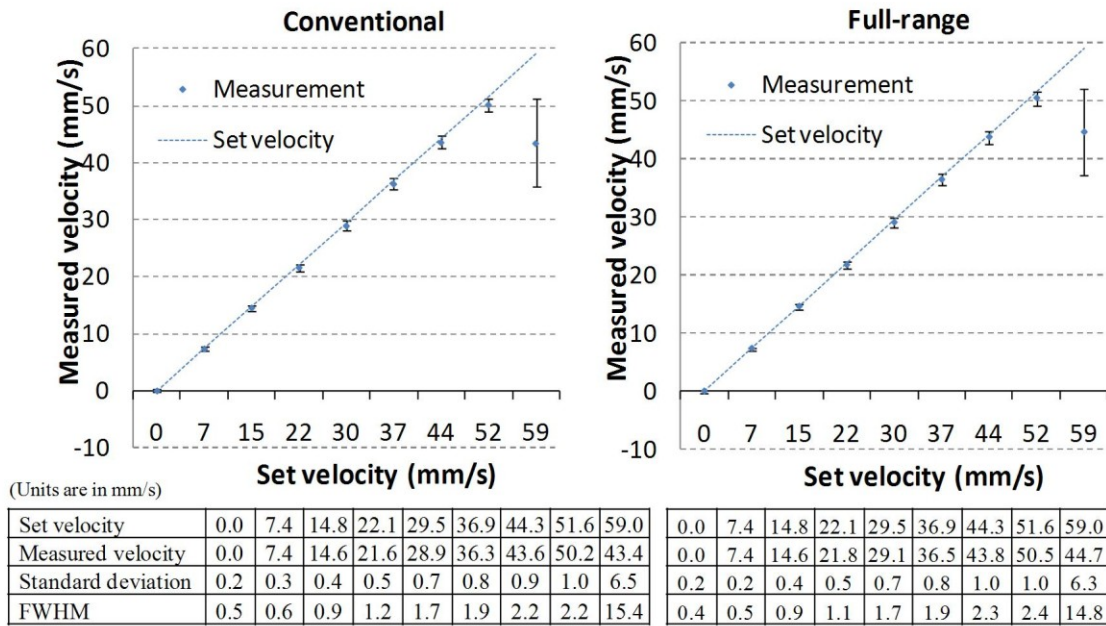 Conventional
60
50
40
30
20
10
0
-10
Measured velocity (mm/s)
Measurement
Set velocity
0 7 15 22 30 37 44 52 59
Set velocity (mm/s)
Full-range
60
50
40
30
20
10
0
-10
Measured velocity (mm/s)
Measurement
Set velocity
0 7 15 22 30 37 44 52 59
Set velocity (mm/s)
(Units are in mm/s)
Set velocity 0.0 7.4 14.8 22.1 29.5 36.9 44.3 51.6 59.0
Measured velocity 0.0 7.4 14.6 21.6 28.9 36.3 43.6 50.2 43.4
Standard deviation 0.2 0.3 0.4 0.5 0.7 0.8 0.9 1.0 6.5
FWHM 0.5 0.6 0.9 1.2 1.7 1.9 2.2 2.2 15.4
0.0 7.4 14.8 22.1 29.5 36.9 44.3 51.6 59.0
0.0 7.4 14.6 21.8 29.1 36.5 43.8 50.5 44.7
0.2 0.2 0.4 0.5 0.7 0.8 1.0 1.0 6.3
0.4 0.5 0.9 1.1 1.7 1.9 2.3 2.4 14.8